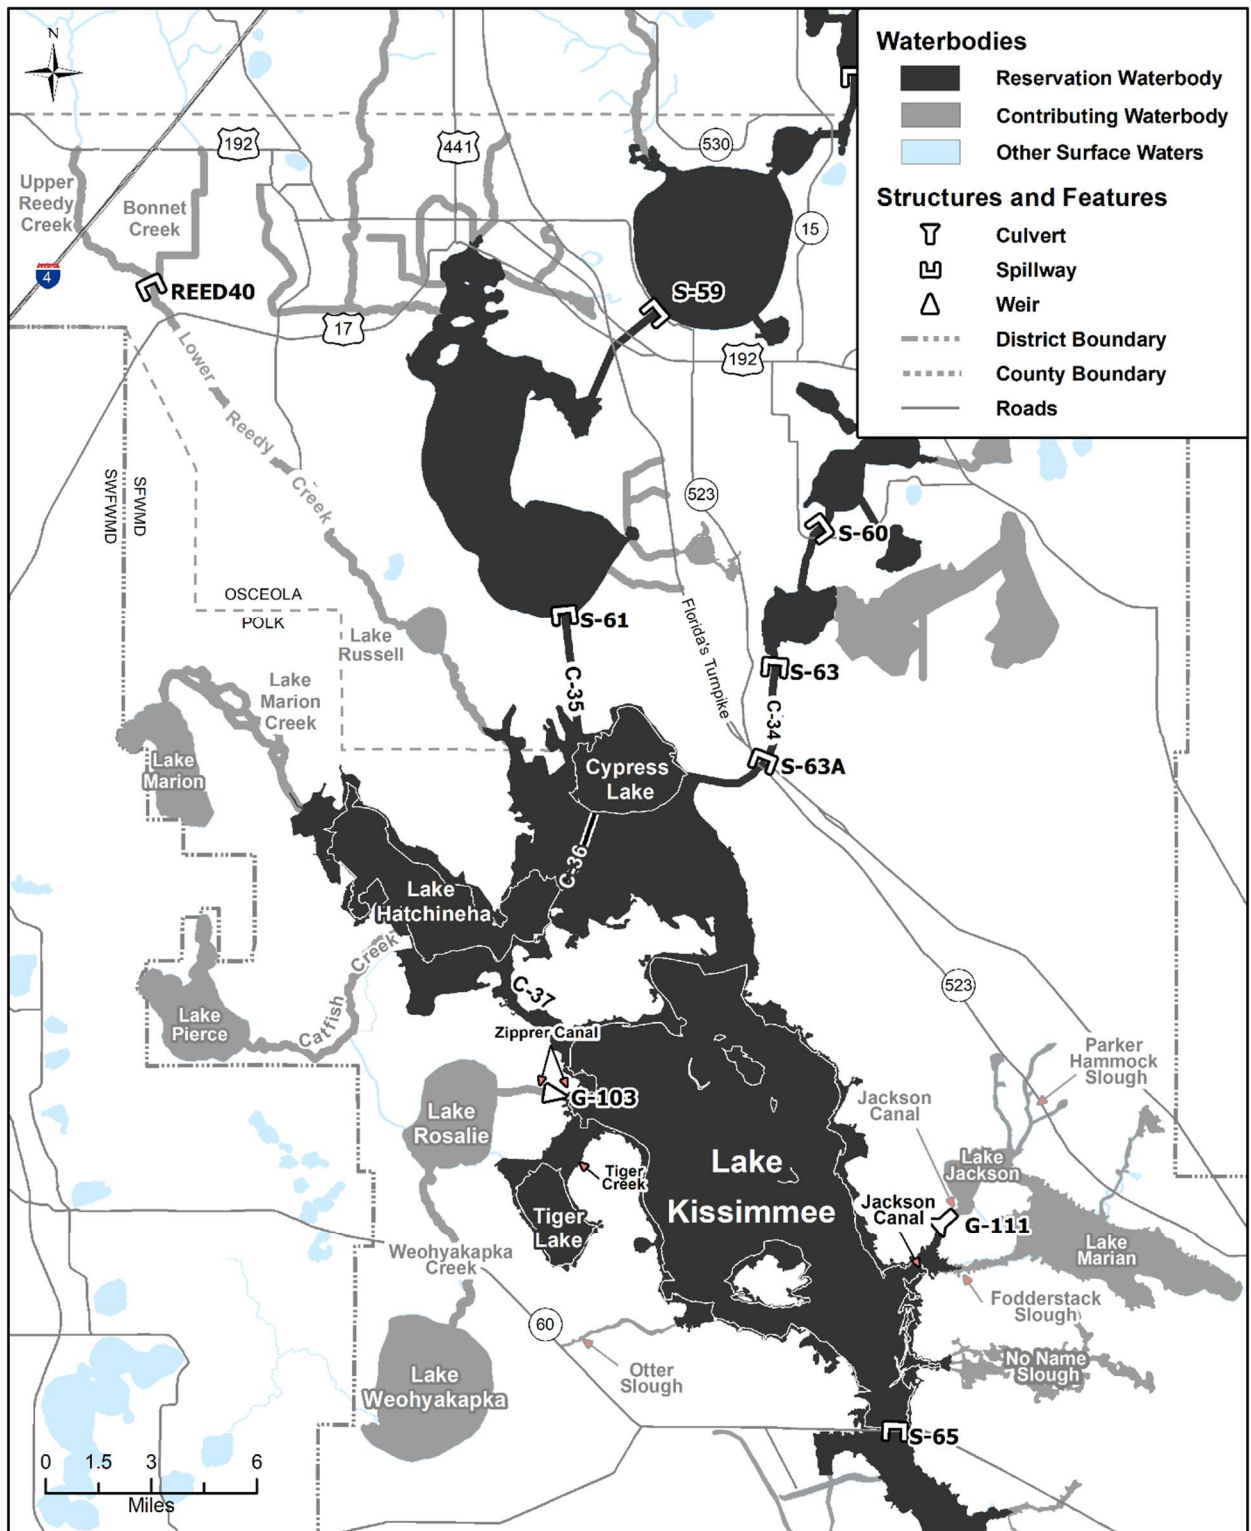 N
Waterbodies
Reservation Waterbody
Contributing Waterbody
Other Surface Waters
Structures and Features
Culvert
Spillway
Weir
District Boundary
County Boundary
Roads
192
441
530
15
Upper
Reedy
Creek
Bonnet
Creek
4
REED40
S-59
17
192
Lower Reedy Creek
523
SWFWMD
SFWMD
S-60
OSCEOLA
POLK
S-61
Florida's Turnpike
Lake
Russell
S-63
C-35
C-34
Lake
Marion
Creek
Lake
Marion
Cypress
Lake
S-63A
C-36
Lake
Hatchineha
Catfish Creek
C-37
523
Lake
Pierce
Zipprer Canal
G-103
Parker
Hammock
Slough
Jackson
Canal
Lake
Rosalie
Lake
Jackson
Lake
Kissimmee
Tiger
Creek
Jackson
Canal
G-111
Tiger
Lake
Lake
Marian
Weohyakapka
Creek
Fodderstack
Slough
60
Otter
Slough
No Name
Slough
Lake
Weohyakapka
S-65
0 1.5 3 6
Miles